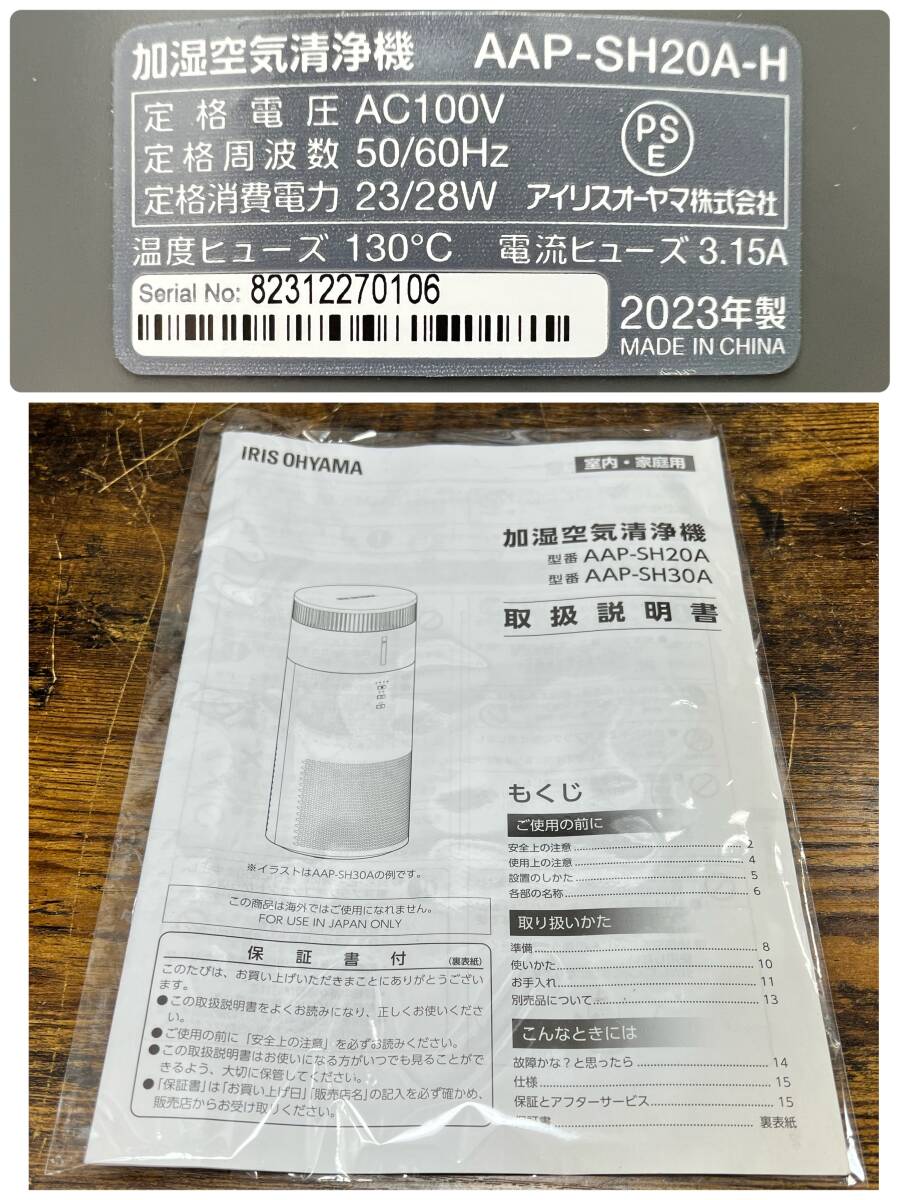 加湿空気清浄機 AAP-SH20A-H
定格電圧 AC100V
定格周波数 50/60Hz
定格消費電力 23/28W
PSE
アイリスオーヤマ株式会社
温度ヒューズ 130°C 電流ヒューズ 3.15A
Serial No: 82312270106
2023年製
MADE IN CHINA
IRIS OHYAMA
室内・家庭用
加湿空気清浄機
型番 AAP-SH20A
型番 AAP-SH30A
取扱説明書
※イラストはAAP-SH30Aの例です。
この商品は海外ではご使用になれません。
FOR USE IN JAPAN ONLY
保証書付 (裏表紙)
このたびは、お買い上げいただきまことにありがとうござい
ます。
●この取扱説明書をよくお読みになり、正しくお使いくださ
い。
●ご使用の前に「安全上の注意」を必ずお読みください。
●この取扱説明書はお使いになる方がいつでも見ることがで
きるよう、大切に保管してください。
●「保証書」は「お買い上げ日」「販売店名」の記入を必ず確かめ、
販売店からお受け取りください。
もくじ
ご使用の前に
安全上の注意 2
使用上の注意 4
設置のしかた 5
各部の名称 6
取り扱いかた
準備 8
使いかた 10
お手入れ 11
別売品について 13
こんなときには
故障かな?と思ったら 14
仕様 15
保証とアフターサービス 15
保証書 裏表紙